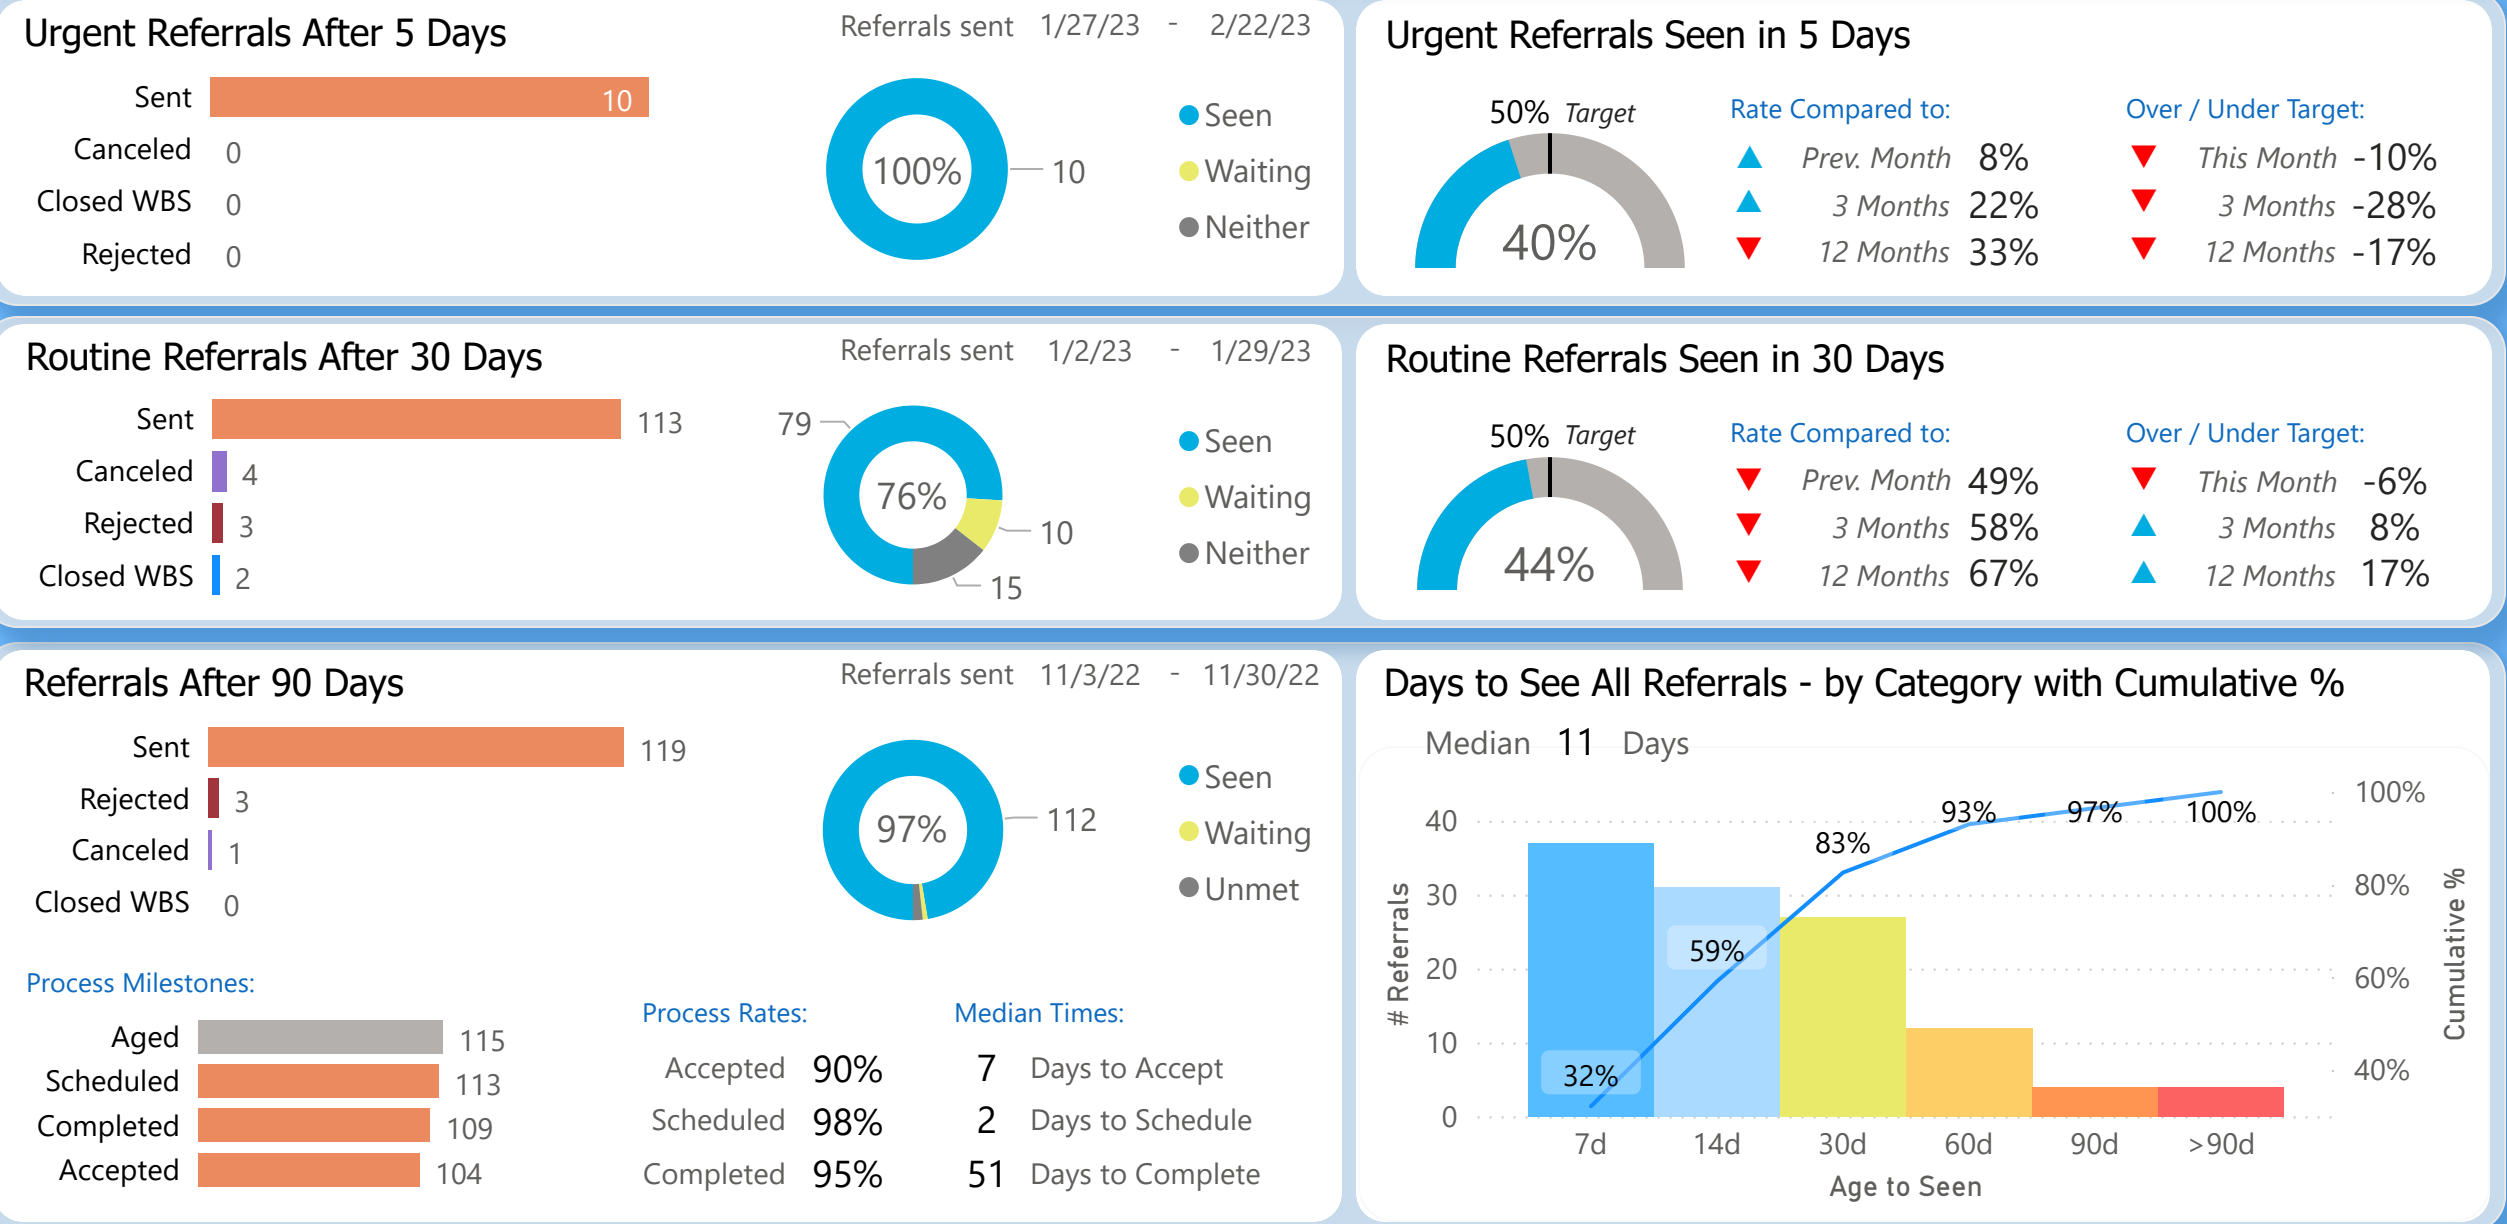 Urgent Referrals After 5 Days
Referrals sent 1/27/23 - 2/22/23
Sent 10
Canceled 0
Closed WBS 0
Rejected 0
100%
10
Seen
Waiting
Neither
Urgent Referrals Seen in 5 Days
50% Target
40%
Rate Compared to:
Prev. Month 8%
3 Months 22%
12 Months 33%
Over / Under Target:
This Month -10%
3 Months -28%
12 Months -17%
Routine Referrals After 30 Days
Referrals sent 1/2/23 - 1/29/23
Sent 113
Canceled 4
Rejected 3
Closed WBS 2
79
76%
10
15
Seen
Waiting
Neither
Routine Referrals Seen in 30 Days
50% Target
44%
Rate Compared to:
Prev. Month 49%
3 Months 58%
12 Months 67%
Over / Under Target:
This Month -6%
3 Months 8%
12 Months 17%
Referrals After 90 Days
Referrals sent 11/3/22 - 11/30/22
Sent 119
Rejected 3
Canceled 1
Closed WBS 0
97%
112
Seen
Waiting
Unmet
Process Milestones:
Aged 115
Scheduled 113
Completed 109
Accepted 104
Process Rates:
Accepted 90%
Scheduled 98%
Completed 95%
Median Times:
7 Days to Accept
2 Days to Schedule
51 Days to Complete
Days to See All Referrals - by Category with Cumulative %
Median 11 Days
# Referrals
40
30
20
10
0
32%
59%
83%
93%
97%
100%
100%
80%
60%
40%
Cumulative %
7d 14d 30d 60d 90d >90d
Age to Seen